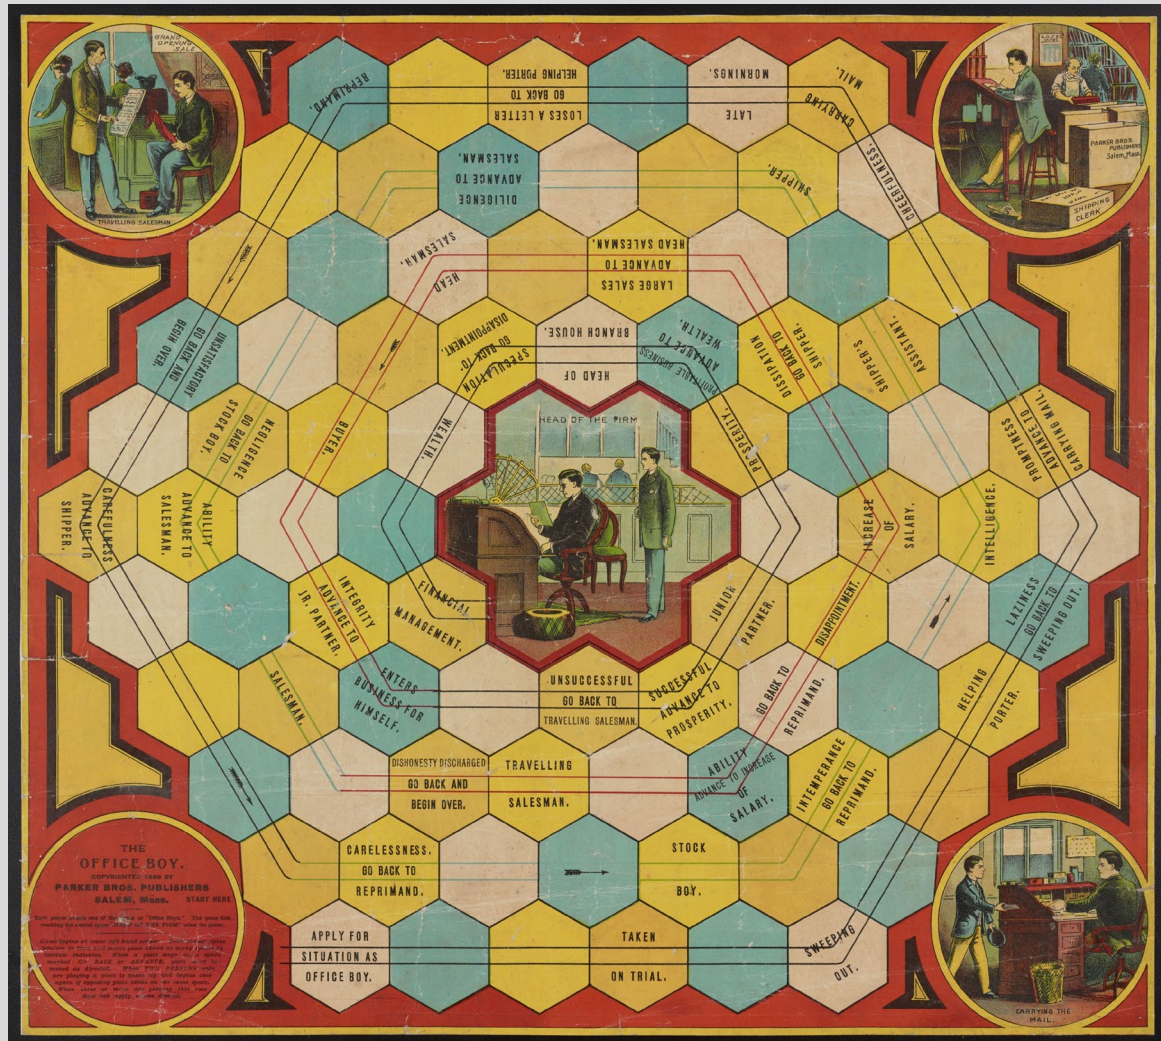 GRAND
OPENING
SALE
TRAVELLING SALESMAN
PARKER BROS.
PUBLISHERS
Salem, Mass.
SHIPPING
CLERK
REPRIMAND.
LOSES A LETTER
GO BACK TO
HELPING PORTER.
LATE
MORNINGS.
CARRYING
MAIL.
DILIGENCE
ADVANCE TO
SALESMAN.
SHIPPER.
CHEERFULNESS.
HEAD
SALESMAN.
LARGE SALES
ADVANCE TO
HEAD SALESMAN
UNSATISFACTORY
GO BACK AND
BEGIN OVER.
SPECULATION
GO BACK TO
DISAPPOINTMENT.
HEAD OF
BRANCH HOUSE.
PROFITABLE BUSINESS
ADVANCE TO
WEALTH.
DISSIPATION
GO BACK TO
SHIPPER.
SHIPPER'S
ASSISTANT.
NEGLIGENCE
GO BACK TO
STOCK BOY.
BUYER.
WEALTH.
HEAD OF THE FIRM
PROSPERITY.
PROMPTNESS
ADVANCE TO
CARRYING MAIL.
CAREFULNESS
ADVANCE TO
SHIPPER.
ABILITY
ADVANCE TO
SALESMAN.
INCREASE
OF
SALARY.
INTELLIGENCE.
INTEGRITY
ADVANCE TO
JR. PARTNER.
FINANCIAL
MANAGEMENT.
JUNIOR
PARTNER.
DISAPPOINTMENT.
LAZINESS
GO BACK TO
SWEEPING OUT.
SALESMAN.
ENTERS
BUSINESS FOR
HIMSELF.
UNSUCCESSFUL
GO BACK TO
TRAVELLING SALESMAN.
SUCCESSFUL
ADVANCE TO
PROSPERITY.
GO BACK TO
REPRIMAND.
HELPING
PORTER.
DISHONESTY DISCHARGED
GO BACK AND
BEGIN OVER.
TRAVELLING
SALESMAN.
ABILITY
ADVANCE TO INCREASE
OF
SALARY.
INTEMPERANCE
GO BACK TO
REPRIMAND.
CARELESSNESS.
GO BACK TO
REPRIMAND.
STOCK
BOY.
THE
OFFICE BOY.
COPYRIGHTED 1889 BY
PARKER BROS. PUBLISHERS
SALEM, Mass.
START HERE
APPLY FOR
SITUATION AS
OFFICE BOY.
TAKEN
ON TRIAL.
SWEEPING
OUT.
CARRYING THE
MAIL.